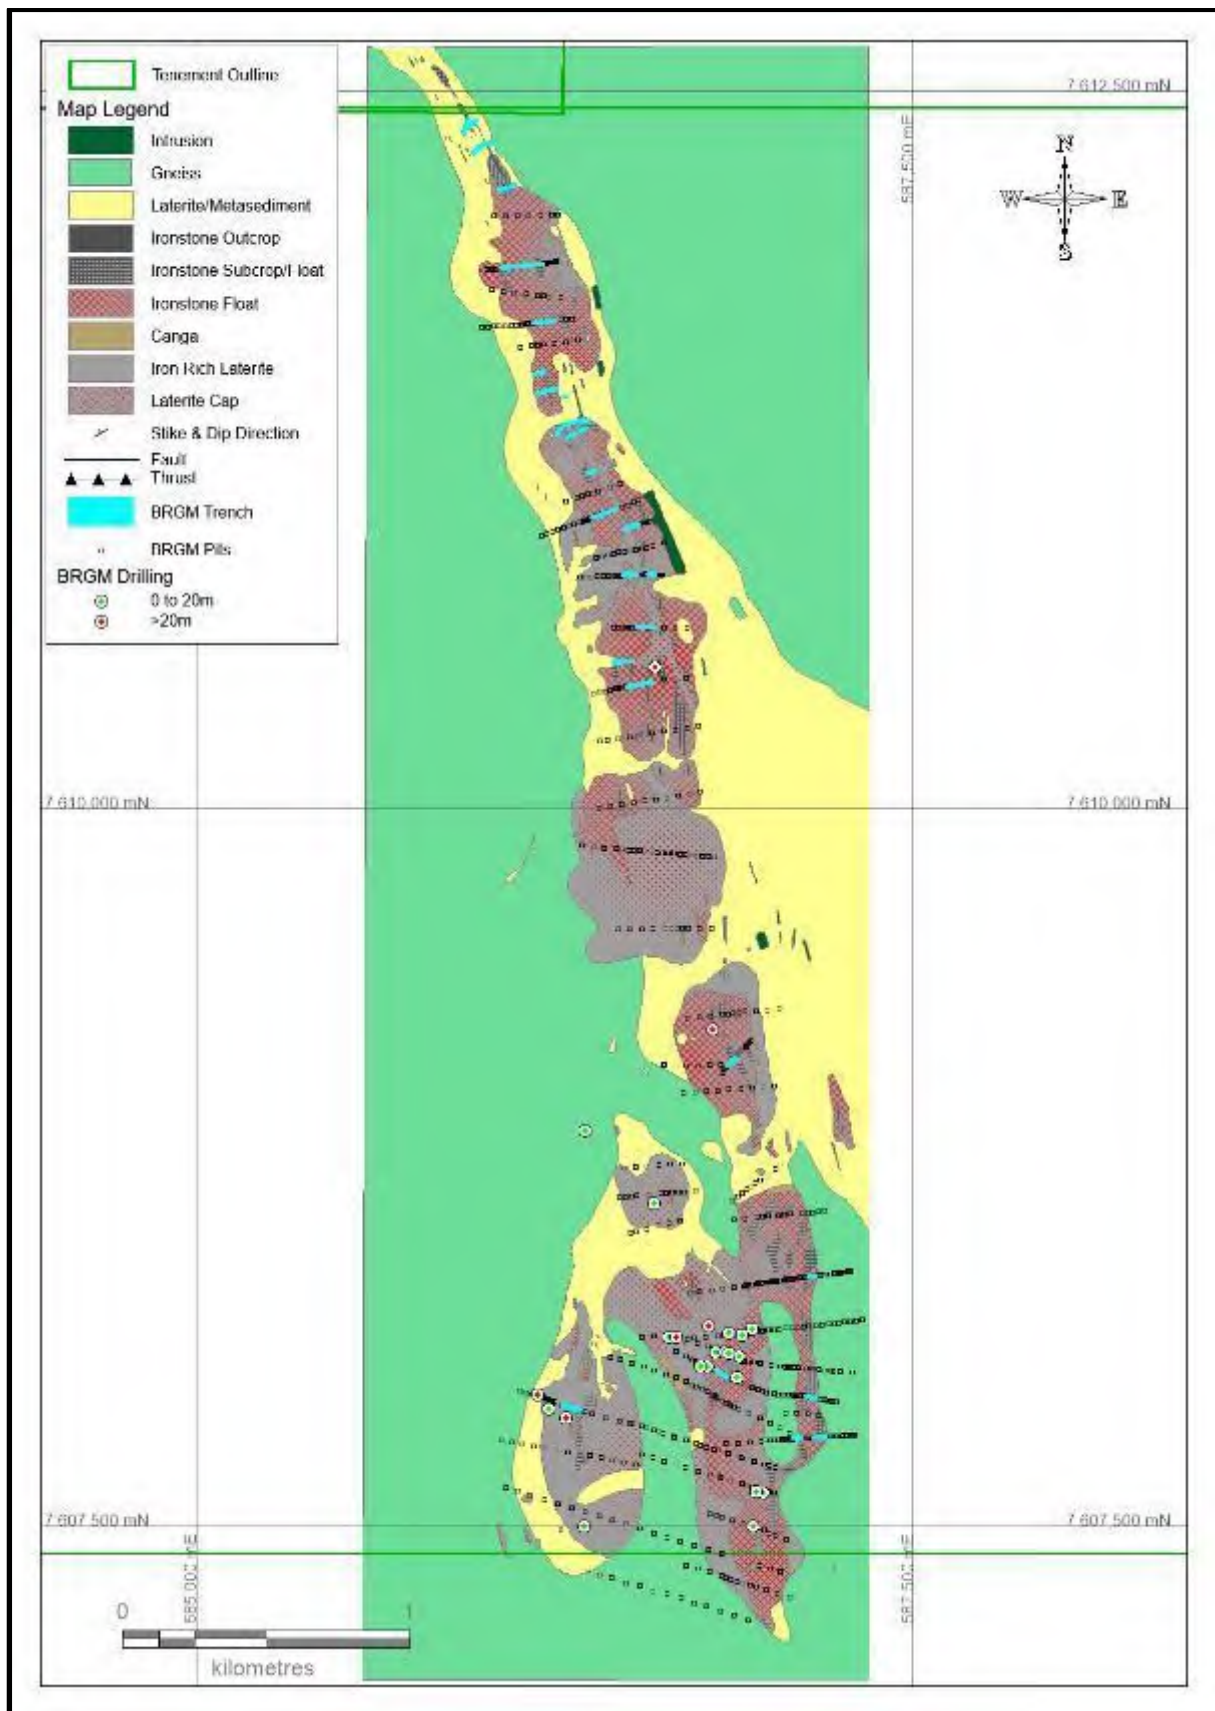 Tenement Outline
Map Legend
Intrusion
Gneiss
Laterite/Metasediment
Ironstone Outcrop
Ironstone Subcrop/Float
Ironstone Float
Canga
Iron Rich Laterite
Laterite Cap
Stike & Dip Direction
Fault
Thrust
BRGM Trench
BRGM Pits
BRGM Drilling
0 to 20m
>20m
7 612,500 mN
587,500 mE
N
W E
S
7 610,000 mN
7 610,000 mN
7 607,500 mN
7 607,500 mN
585,000 mE
587,500 mE
0 1
kilometres